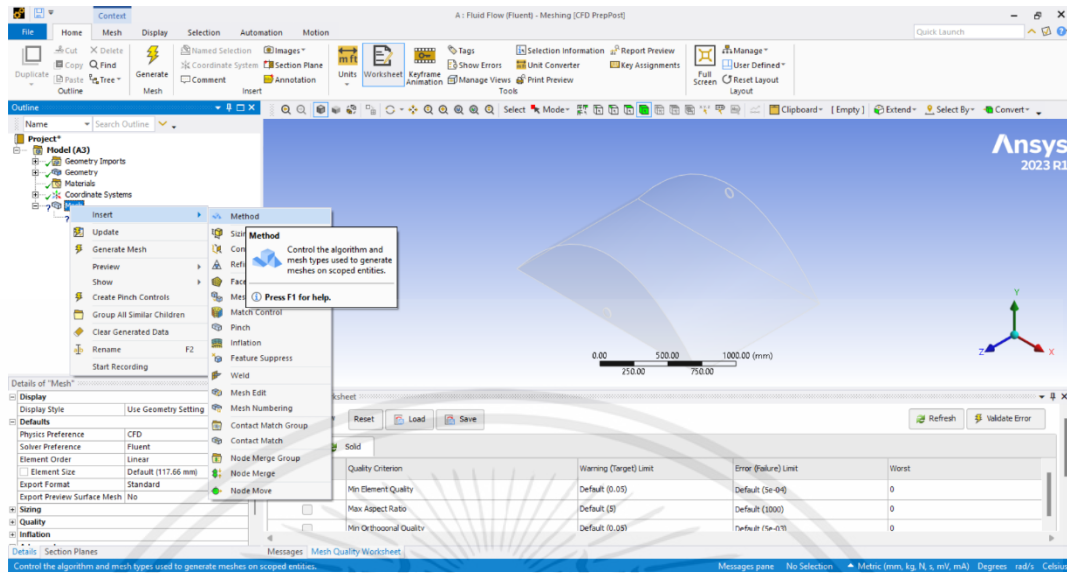 Context
A : Fluid Flow (Fluent) - Meshing [CFD PrepPost]
File Home Mesh Display Selection Automation Motion
Quick Launch
Duplicate
Cut
Copy
Paste
Delete
Find
Tree
Outline
Generate
Mesh
Named Selection
Coordinate System
Comment
Images
Section Plane
Annotation
Insert
mft
Units
Worksheet
Keyframe
Animation
Tags
Show Errors
Manage Views
Selection Information
Unit Converter
Print Preview
Report Preview
Key Assignments
Tools
Full
Screen
Manage
User Defined
Reset Layout
Layout
Outline
Select Mode Clipboard [ Empty ] Extend Select By Convert
Name Search Outline
Project*
Model (A3)
Geometry Imports
Geometry
Materials
Coordinate Systems
Insert
Update
Generate Mesh
Preview
Show
Create Pinch Controls
Group All Similar Children
Clear Generated Data
Rename F2
Start Recording
Method
Method
Control the algorithm and
mesh types used to generate
meshes on scoped entities.
Press F1 for help.
Match Control
Pinch
Inflation
Feature Suppress
Weld
Mesh Edit
Mesh Numbering
Contact Match Group
Contact Match
Node Merge Group
Node Merge
Node Move
Ansys
2023 R1
0.00 500.00 1000.00 (mm)
250.00 750.00
Y
Z
X
Details of "Mesh"
Display
Display Style Use Geometry Setting
Defaults
Physics Preference CFD
Solver Preference Fluent
Element Order Linear
Element Size Default (117.66 mm)
Export Format Standard
Export Preview Surface Mesh No
Sizing
Quality
Inflation
Details Section Planes
Reset Load Save Refresh Validate Error
Solid
Quality Criterion Warning (Target) Limit Error (Failure) Limit Worst
Min Element Quality Default (0.05) Default (5e-04) 0
Max Aspect Ratio Default (5) Default (1000) 0
Min Orthogonal Quality Default (0.05) Default (5e-03) 0
Messages Mesh Quality Worksheet
Control the algorithm and mesh types used to generate meshes on scoped entities.
Messages pane No Selection Metric (mm, kg, N, s, mV, mA) Degrees rad/s Celsius